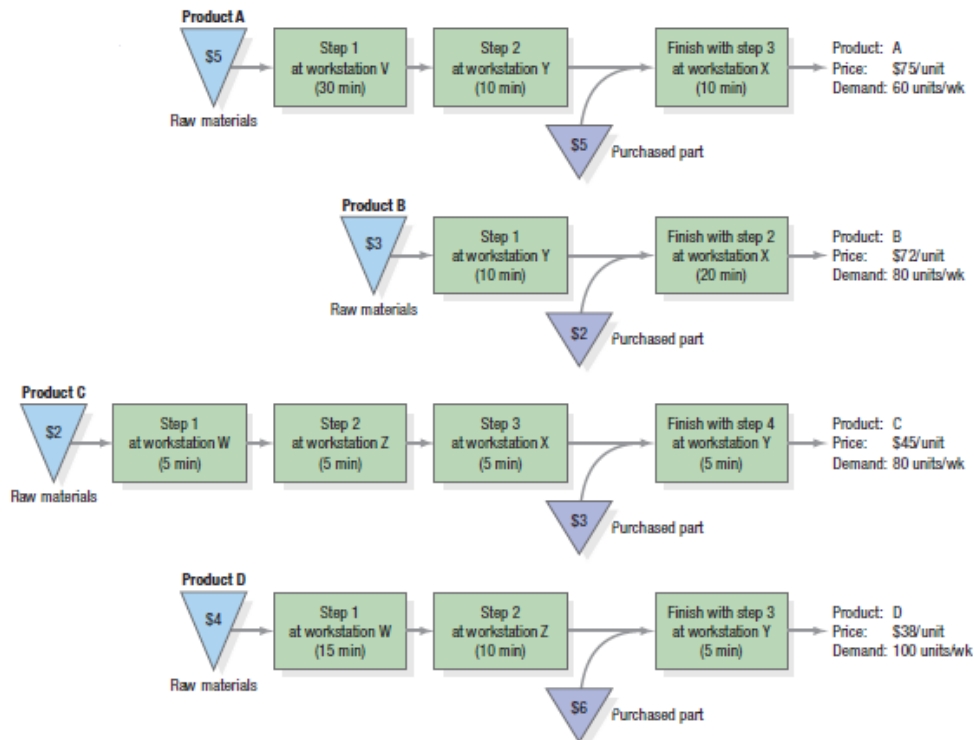 Product A
$5
Raw materials
Step 1
at workstation V
(30 min)
Step 2
at workstation Y
(10 min)
$5
Purchased part
Finish with step 3
at workstation X
(10 min)
Product: A
Price: $75/unit
Demand: 60 units/wk
Product B
$3
Raw materials
Step 1
at workstation Y
(10 min)
$2
Purchased part
Finish with step 2
at workstation X
(20 min)
Product: B
Price: $72/unit
Demand: 80 units/wk
Product C
$2
Raw materials
Step 1
at workstation W
(5 min)
Step 2
at workstation Z
(5 min)
Step 3
at workstation X
(5 min)
$3
Purchased part
Finish with step 4
at workstation Y
(5 min)
Product: C
Price: $45/unit
Demand: 80 units/wk
Product D
$4
Raw materials
Step 1
at workstation W
(15 min)
Step 2
at workstation Z
(10 min)
$6
Purchased part
Finish with step 3
at workstation Y
(5 min)
Product: D
Price: $38/unit
Demand: 100 units/wk